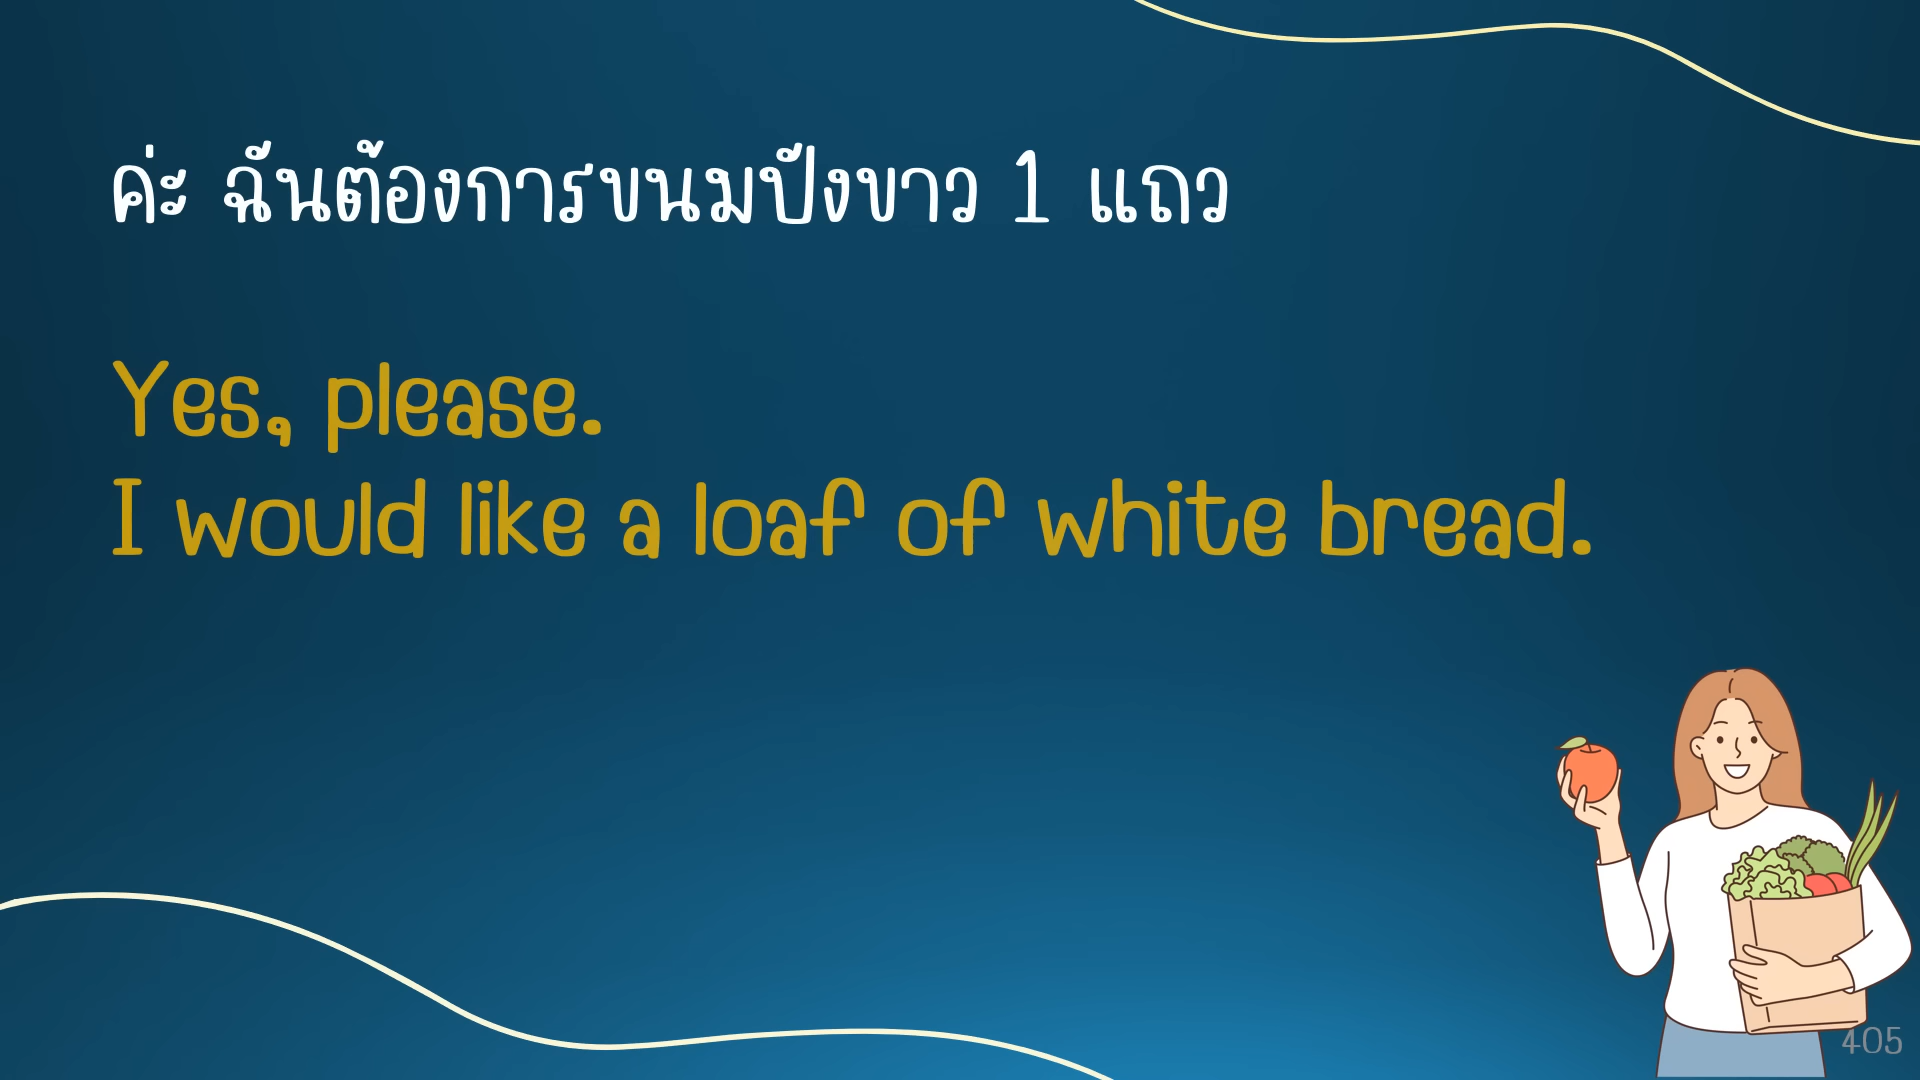 ค่ะ ฉันต้องการขนมปังขาว 1 แถว
Yes, please.
I would like a loaf of white bread.
405